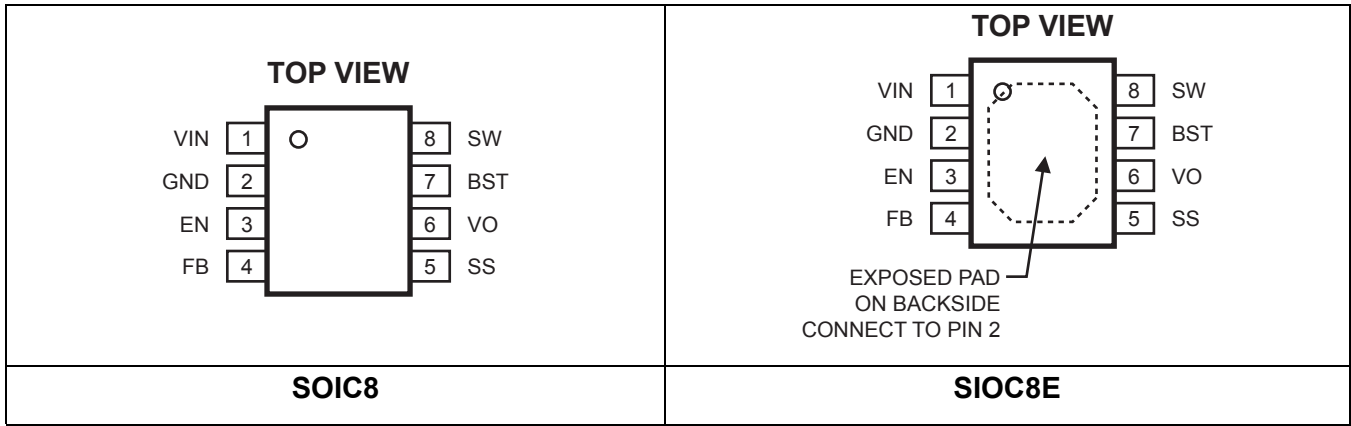 TOP VIEW
VIN 1 8 SW
GND 2 7 BST
EN 3 6 VO
FB 4 5 SS
SOIC8
TOP VIEW
VIN 1 8 SW
GND 2 7 BST
EN 3 6 VO
FB 4 5 SS
EXPOSED PAD
ON BACKSIDE
CONNECT TO PIN 2
SIOC8E